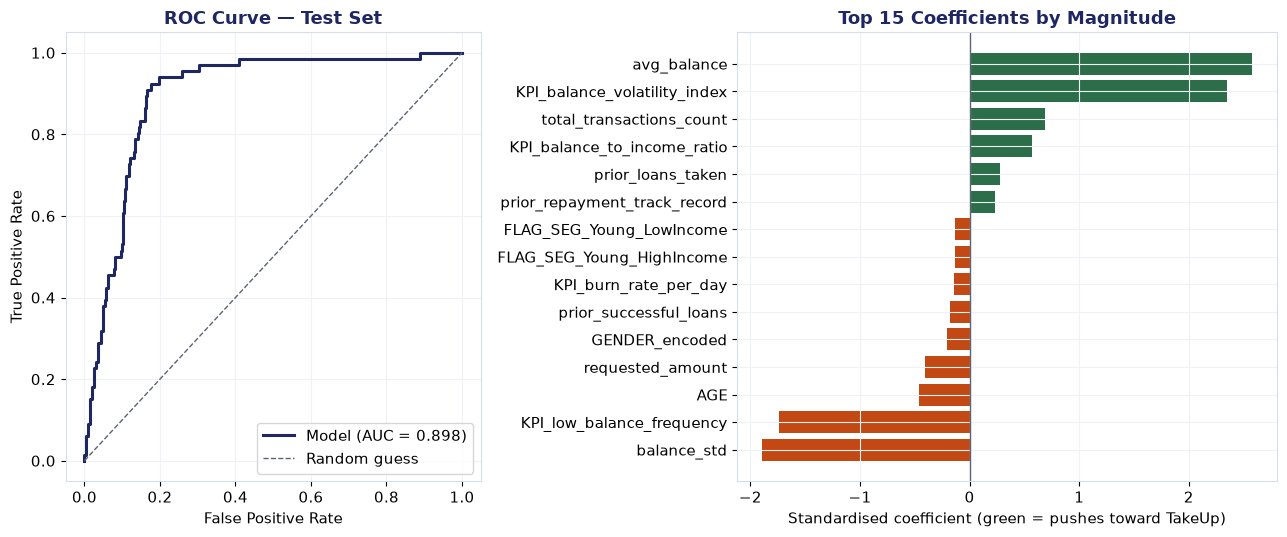 ROC Curve — Test Set
True Positive Rate
1.0
0.8
0.6
0.4
0.2
0.0
Model (AUC = 0.898)
Random guess
0.0 0.2 0.4 0.6 0.8 1.0
False Positive Rate
Top 15 Coefficients by Magnitude
avg_balance
KPI_balance_volatility_index
total_transactions_count
KPI_balance_to_income_ratio
prior_loans_taken
prior_repayment_track_record
FLAG_SEG_Young_LowIncome
FLAG_SEG_Young_HighIncome
KPI_burn_rate_per_day
prior_successful_loans
GENDER_encoded
requested_amount
AGE
KPI_low_balance_frequency
balance_std
−2 −1 0 1 2
Standardised coefficient (green = pushes toward TakeUp)